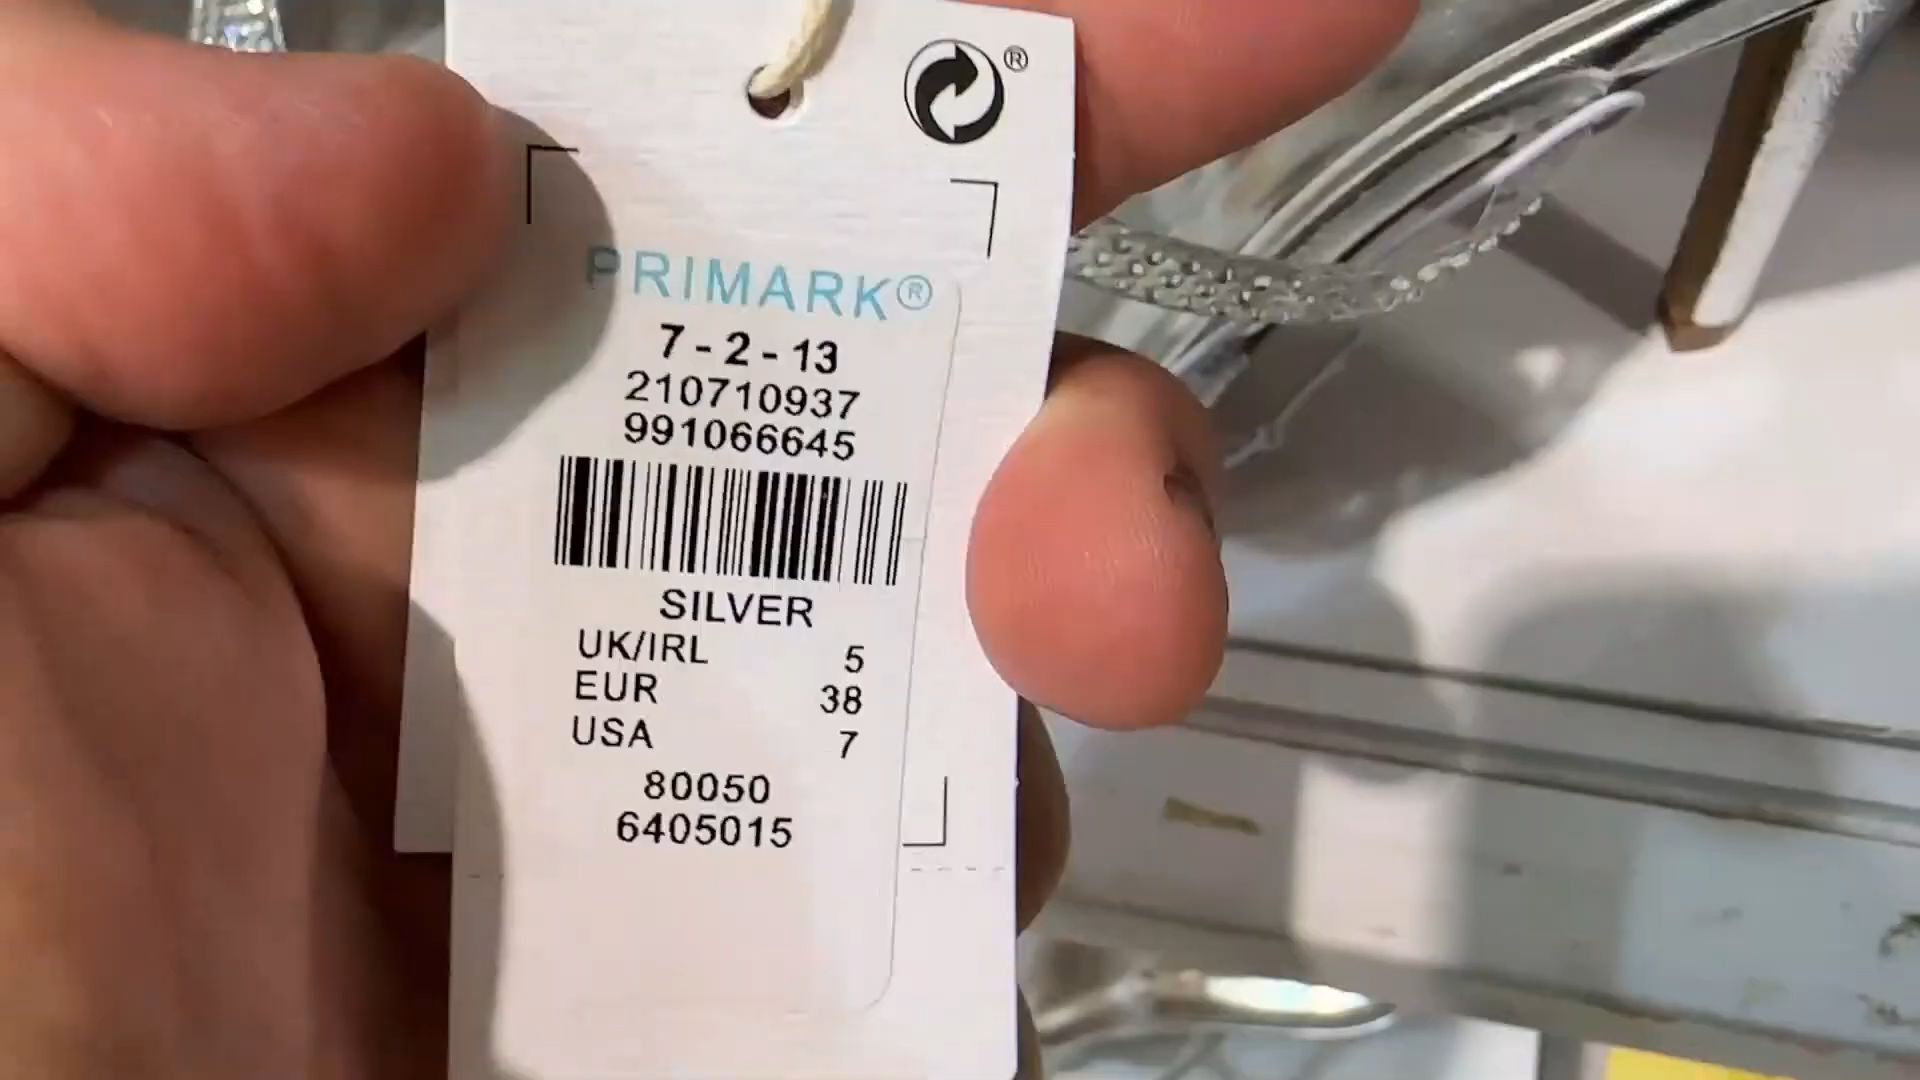 ®
PRIMARK®
7 - 2 - 13
210710937
991066645
SILVER
UK/IRL 5
EUR 38
USA 7
80050
6405015